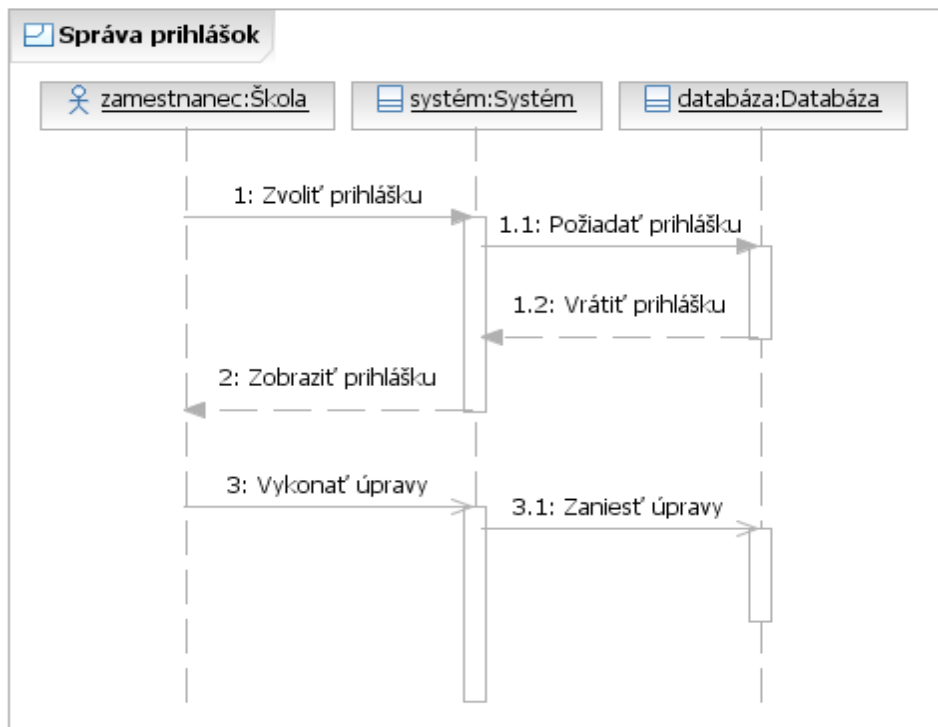 Správa prihlášok
zamestnanec:Škola
systém:Systém
databáza:Databáza
1: Zvoliť prihlášku
1.1: Požiadať prihlášku
1.2: Vrátiť prihlášku
2: Zobraziť prihlášku
3: Vykonať úpravy
3.1: Zaniesť úpravy